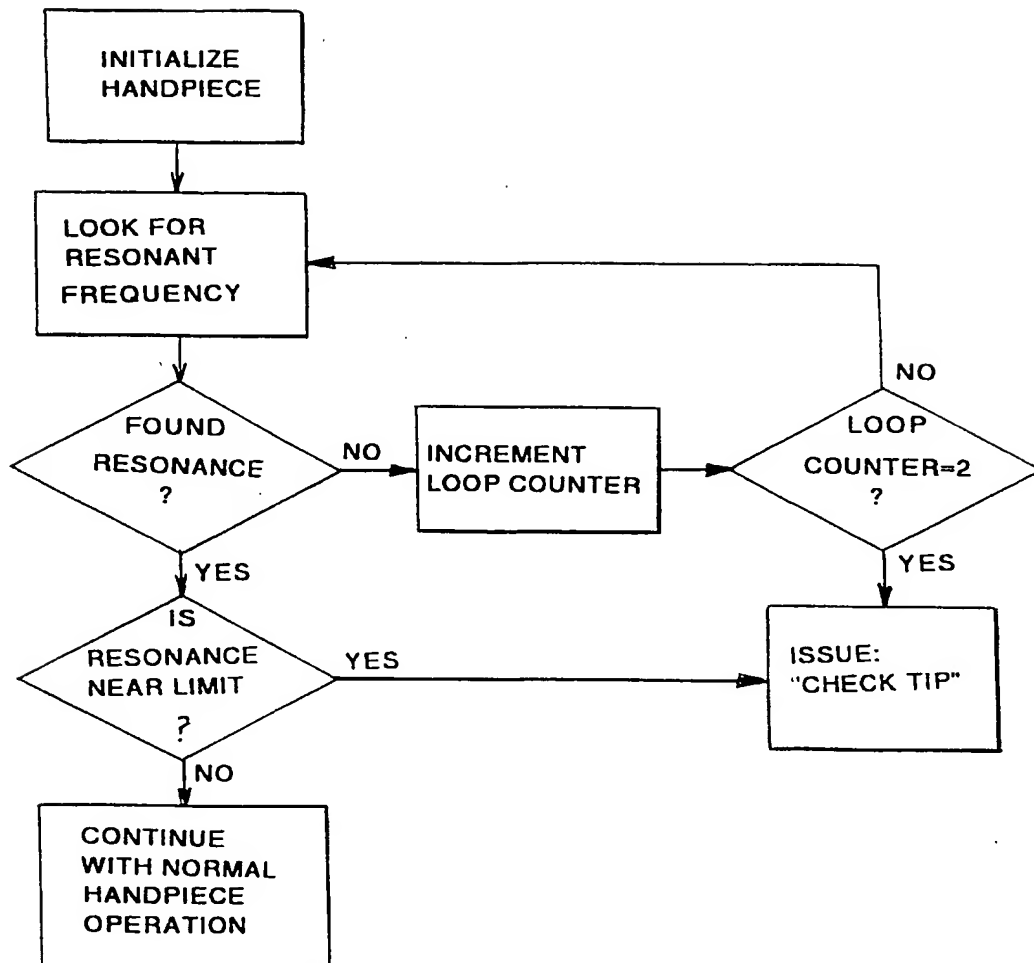 INITIALIZE
HANDPIECE
LOOK FOR
RESONANT
FREQUENCY
FOUND
RESONANCE
?
NO
INCREMENT
LOOP COUNTER
NO
LOOP
COUNTER=2
?
YES
YES
IS
RESONANCE
NEAR LIMIT
?
YES
ISSUE:
"CHECK TIP"
NO
CONTINUE
WITH NORMAL
HANDPIECE
OPERATION